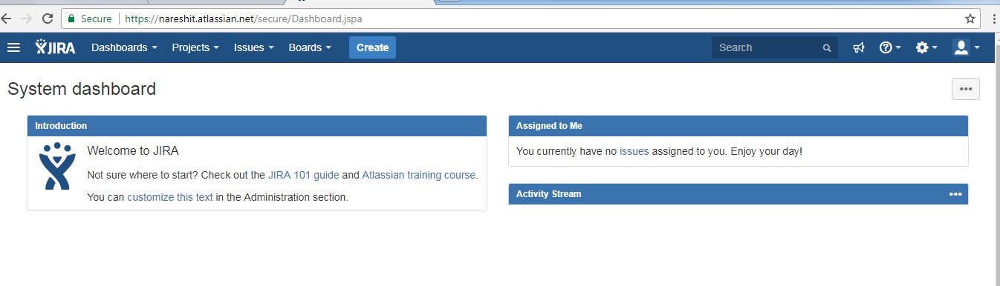 Secure https://nareshit.atlassian.net/secure/Dashboard.jspa
JIRA Dashboards Projects Issues Boards Create Search
System dashboard
Introduction
Welcome to JIRA
Not sure where to start? Check out the JIRA 101 guide and Atlassian training course.
You can customize this text in the Administration section.
Assigned to Me
You currently have no issues assigned to you. Enjoy your day!
Activity Stream